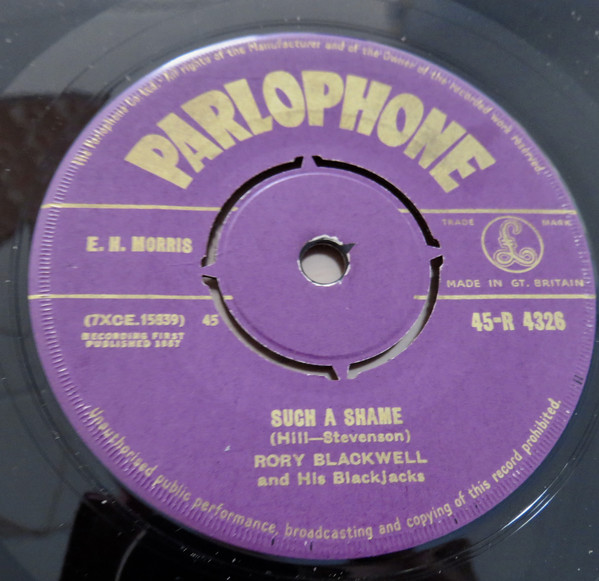 The Parlophone Co. Ltd. All rights of the Manufacturer and of the Owner of the recorded work reserved.
PARLOPHONE
E. H. MORRIS
TRADE MARK
£
MADE IN GT. BRITAIN
(7XCE.15939) 45
45-R 4326
RECORDING FIRST
PUBLISHED 1957
SUCH A SHAME
(Hill—Stevenson)
RORY BLACKWELL
and His Blackjacks
Unauthorised public performance, broadcasting and copying of this record prohibited.